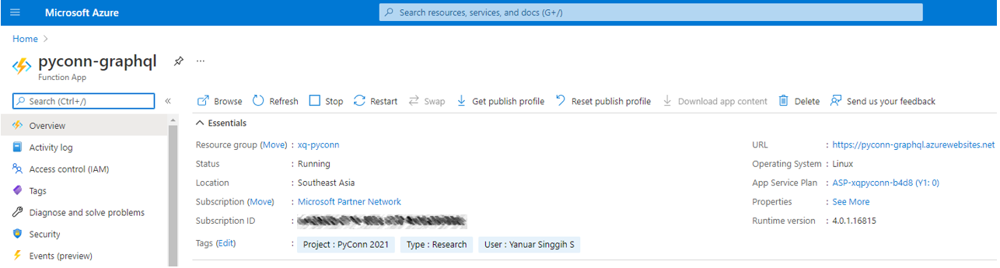 Microsoft Azure
Search resources, services, and docs (G+/)
Home
pyconn-graphql
Function App
Search (Ctrl+/)
Overview
Activity log
Access control (IAM)
Tags
Diagnose and solve problems
Security
Events (preview)
Browse Refresh Stop Restart Swap Get publish profile Reset publish profile Download app content Delete Send us your feedback
Essentials
Resource group (Move) : xq-pyconn
Status : Running
Location : Southeast Asia
Subscription (Move) : Microsoft Partner Network
Subscription ID :
Tags (Edit) : Project : PyConn 2021 Type : Research User : Yanuar Singgih S
URL : https://pyconn-graphql.azurewebsites.net
Operating System : Linux
App Service Plan : ASP-xqpyconn-b4d8 (Y1: 0)
Properties : See More
Runtime version : 4.0.1.16815